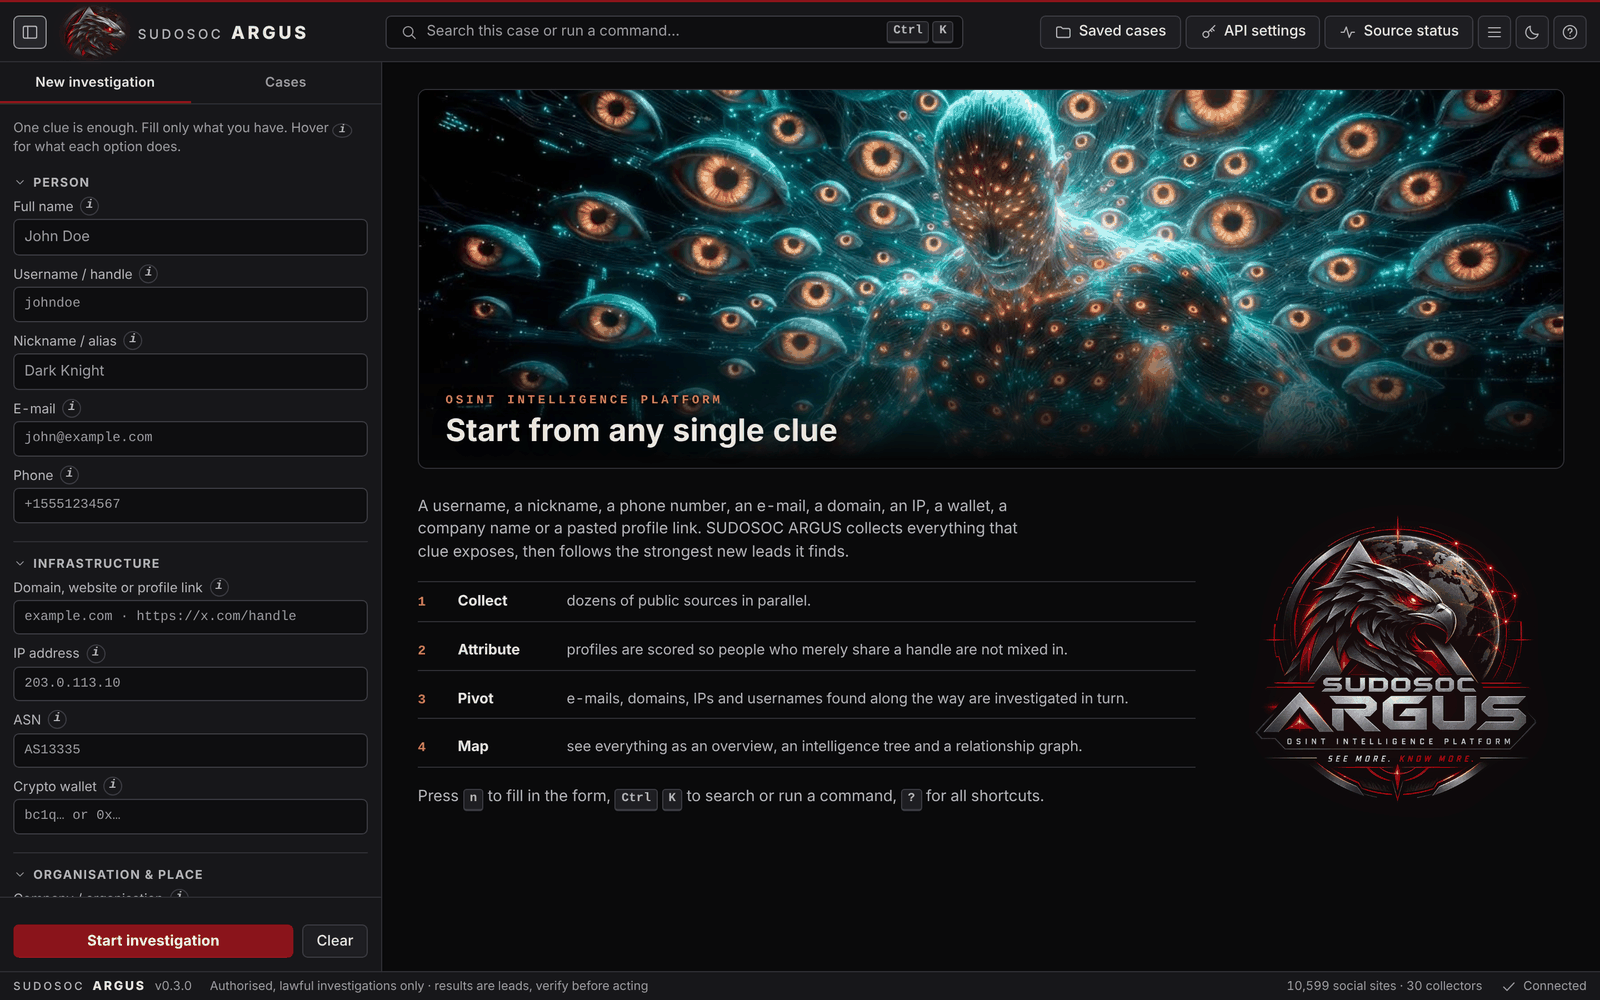 SUDOSOC ARGUS
Search this case or run a command...
Ctrl K
Saved cases
API settings
Source status
New investigation
Cases
One clue is enough. Fill only what you have. Hover i
for what each option does.
PERSON
Full name i
John Doe
Username / handle i
johndoe
Nickname / alias i
Dark Knight
E-mail i
john@example.com
Phone i
+15551234567
INFRASTRUCTURE
Domain, website or profile link i
example.com · https://x.com/handle
IP address i
203.0.113.10
ASN i
AS13335
Crypto wallet i
bc1q… or 0x…
ORGANISATION & PLACE
Company / organisation i
Start investigation
Clear
OSINT INTELLIGENCE PLATFORM
Start from any single clue
A username, a nickname, a phone number, an e-mail, a domain, an IP, a wallet, a
company name or a pasted profile link. SUDOSOC ARGUS collects everything that
clue exposes, then follows the strongest new leads it finds.
1 Collect dozens of public sources in parallel.
2 Attribute profiles are scored so people who merely share a handle are not mixed in.
3 Pivot e-mails, domains, IPs and usernames found along the way are investigated in turn.
4 Map see everything as an overview, an intelligence tree and a relationship graph.
Press n to fill in the form, Ctrl K to search or run a command, ? for all shortcuts.
SUDOSOC
ARGUS
OSINT INTELLIGENCE PLATFORM
SEE MORE. KNOW MORE.
SUDOSOC ARGUS v0.3.0 Authorised, lawful investigations only · results are leads, verify before acting
10,599 social sites · 30 collectors
Connected